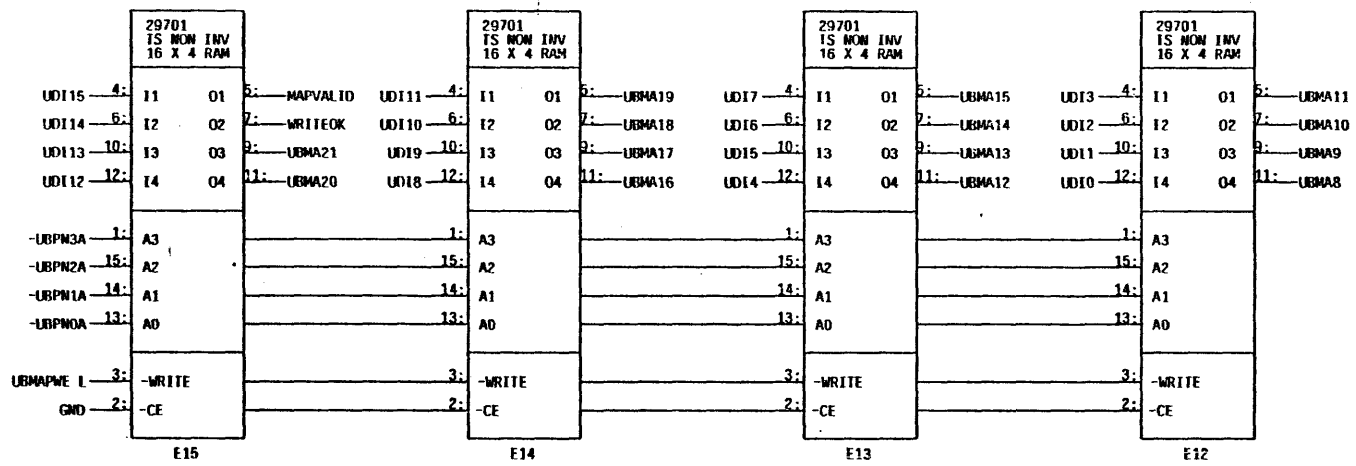 29701 29701 29701 29701
TS NON INV TS NON INV TS NON INV TS NON INV
16 X 4 RAM 16 X 4 RAM 16 X 4 RAM 16 X 4 RAM
UDI15 4: I1 O1 5: MAPVALID UDI11 4: I1 O1 5: UBMA19 UDI7 4: I1 O1 5: UBMA15 UDI3 4: I1 O1 5: UBMA11
UDI14 6: I2 O2 7: WRITEOK UDI10 6: I2 O2 7: UBMA18 UDI6 6: I2 O2 7: UBMA14 UDI2 6: I2 O2 7: UBMA10
UDI13 10: I3 O3 9: UBMA21 UDI9 10: I3 O3 9: UBMA17 UDI5 10: I3 O3 9: UBMA13 UDI1 10: I3 O3 9: UBMA9
UDI12 12: I4 O4 11: UBMA20 UDI8 12: I4 O4 11: UBMA16 UDI4 12: I4 O4 11: UBMA12 UDI0 12: I4 O4 11: UBMA8
-UBPN3A 1: A3 1: A3 1: A3 1: A3
-UBPN2A 15: A2 15: A2 15: A2 15: A2
-UBPN1A 14: A1 14: A1 14: A1 14: A1
-UBPN0A 13: A0 13: A0 13: A0 13: A0
UBMAPWE L 3: -WRITE 3: -WRITE 3: -WRITE 3: -WRITE
GND 2: -CE 2: -CE 2: -CE 2: -CE
E15 E14 E13 E12